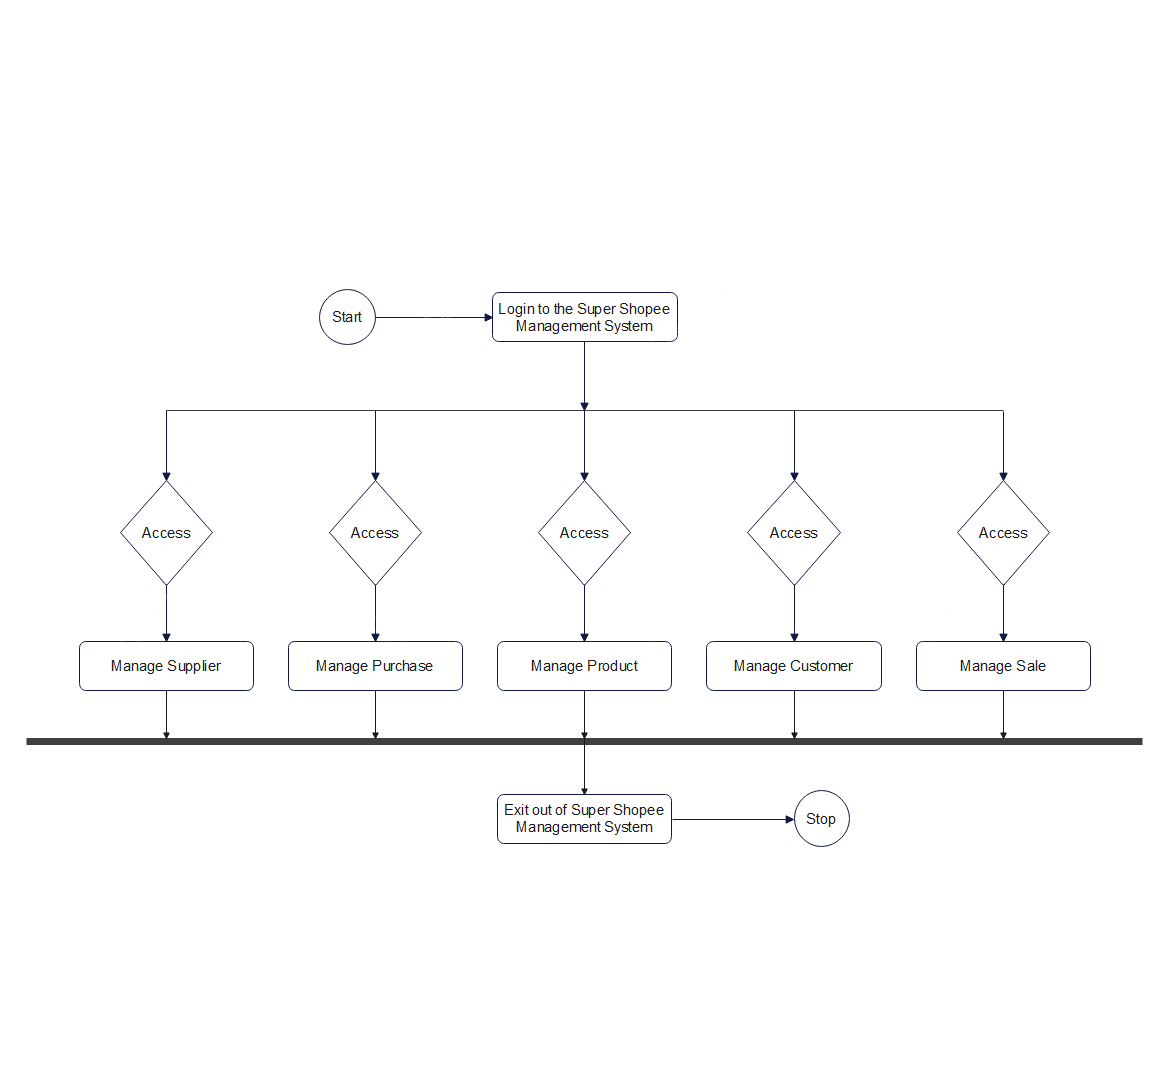 Start
Login to the Super Shopee
Management System
Access
Access
Access
Access
Access
Manage Supplier
Manage Purchase
Manage Product
Manage Customer
Manage Sale
Exit out of Super Shopee
Management System
Stop